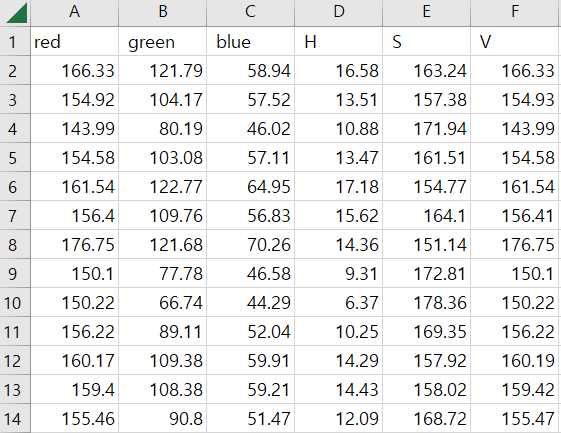 A B C D E F
1 red green blue H S V
2 166.33 121.79 58.94 16.58 163.24 166.33
3 154.92 104.17 57.52 13.51 157.38 154.93
4 143.99 80.19 46.02 10.88 171.94 143.99
5 154.58 103.08 57.11 13.47 161.51 154.58
6 161.54 122.77 64.95 17.18 154.77 161.54
7 156.4 109.76 56.83 15.62 164.1 156.41
8 176.75 121.68 70.26 14.36 151.14 176.75
9 150.1 77.78 46.58 9.31 172.81 150.1
10 150.22 66.74 44.29 6.37 178.36 150.22
11 156.22 89.11 52.04 10.25 169.35 156.22
12 160.17 109.38 59.91 14.29 157.92 160.19
13 159.4 108.38 59.21 14.43 158.02 159.42
14 155.46 90.8 51.47 12.09 168.72 155.47